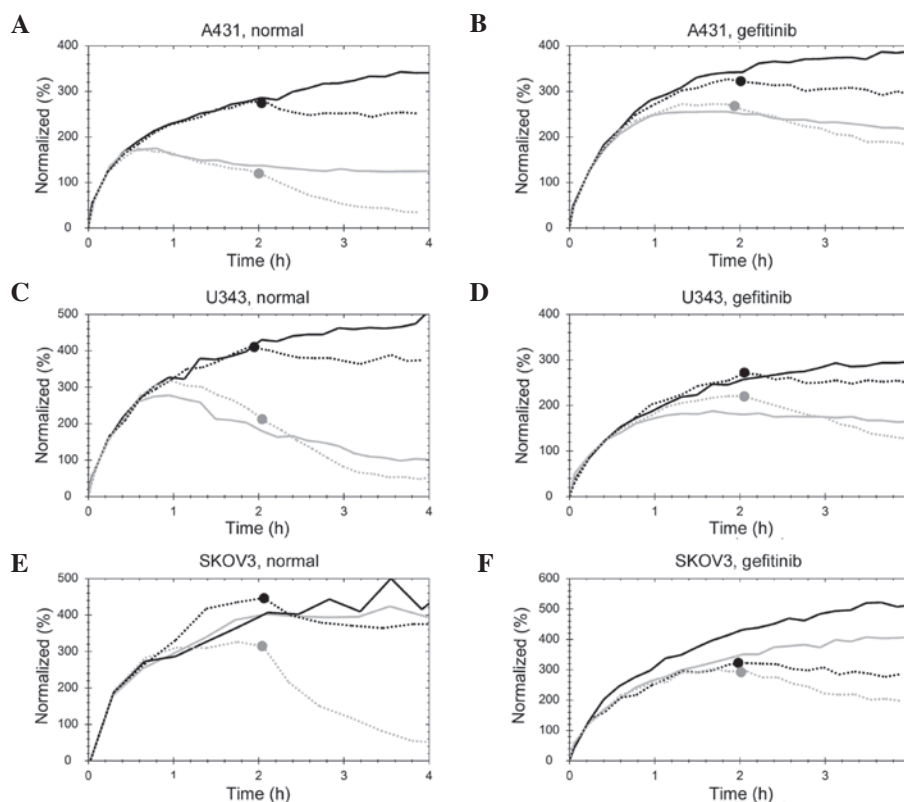 A
A431, normal
Normalized (%)
400
300
200
100
0
0 1 2 3 4
Time (h)
B
A431, gefitinib
Normalized (%)
400
300
200
100
0
0 1 2 3
Time (h)
C
U343, normal
Normalized (%)
500
400
300
200
100
0
0 1 2 3 4
Time (h)
D
U343, gefitinib
Normalized (%)
400
300
200
100
0
0 1 2 3
Time (h)
E
SKOV3, normal
Normalized (%)
500
400
300
200
400
0
0 1 2 3 4
Time (h)
F
SKOV3, gefitinib
Normalized (%)
600
500
400
300
200
100
0
0 1 2 3
Time (h)